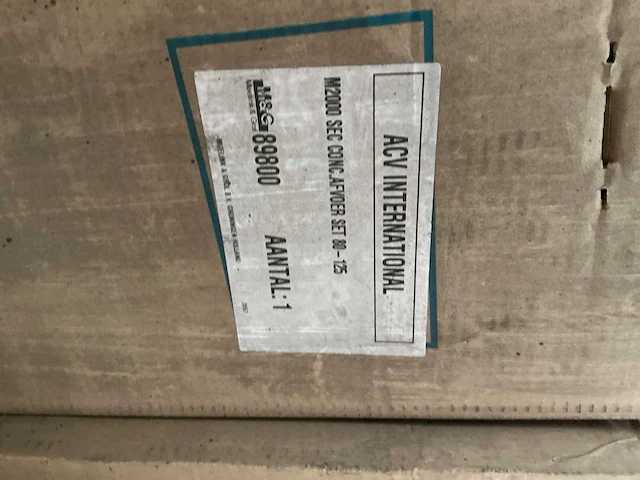 ACV INTERNATIONAL
M2000 SEC CONC.AFVOER SET 80-125
M&G
89800
AANTAL: 1